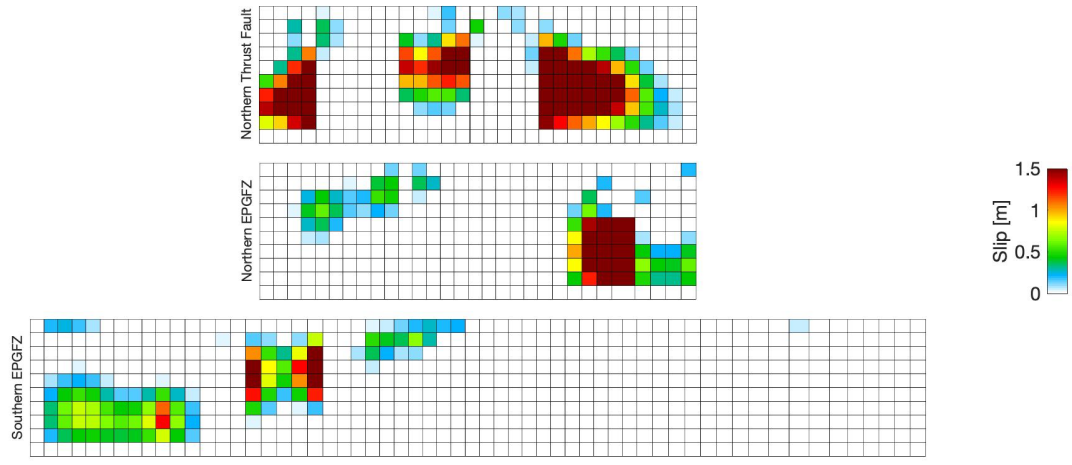 Northern Thrust Fault
Northern EPGFZ
Southern EPGFZ
Slip [m]
1.5
1
0.5
0